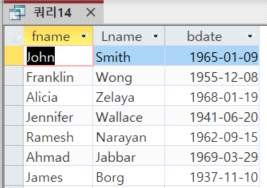 쿼리14
fname Lname bdate
John Smith 1965-01-09
Franklin Wong 1955-12-08
Alicia Zelaya 1968-01-19
Jennifer Wallace 1941-06-20
Ramesh Narayan 1962-09-15
Ahmad Jabbar 1969-03-29
James Borg 1937-11-10